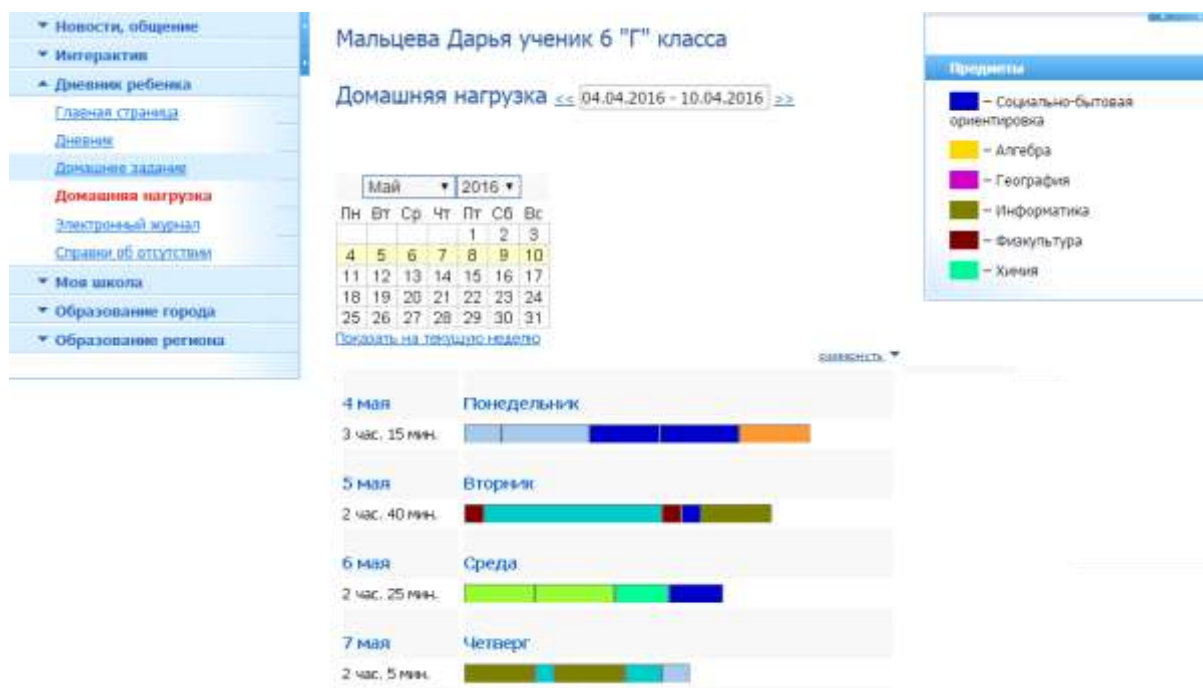 Новости, общение
Интерактив
Дневник ребенка
Главная страница
Дневник
Домашнее задание
Домашняя нагрузка
Электронный журнал
Справки об отсутствии
Моя школа
Образование города
Образование региона
Мальцева Дарья ученик 6 "Г" класса
Домашняя нагрузка << 04.04.2016 - 10.04.2016 >>
Май 2016
Пн Вт Ср Чт Пт Сб Вс
1 2 3
4 5 6 7 8 9 10
11 12 13 14 15 16 17
18 19 20 21 22 23 24
25 26 27 28 29 30 31
Показать на текущую неделю
развернуть
4 мая Понедельник
3 час. 15 мин.
5 мая Вторник
2 час. 40 мин.
6 мая Среда
2 час. 25 мин.
7 мая Четверг
2 час. 5 мин.
Предметы
– Социально-бытовая
ориентировка
– Алгебра
– География
– Информатика
– Физкультура
– Химия